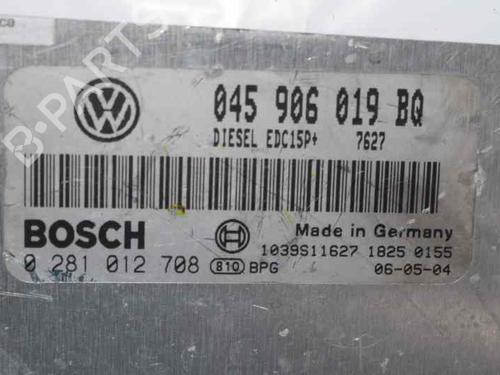 045 906 019 BQ
DIESEL EDC15P+ 7627
BOSCH
Made in Germany
1039S11627 1825 0155
0 281 012 708 810 BPG 06-05-04